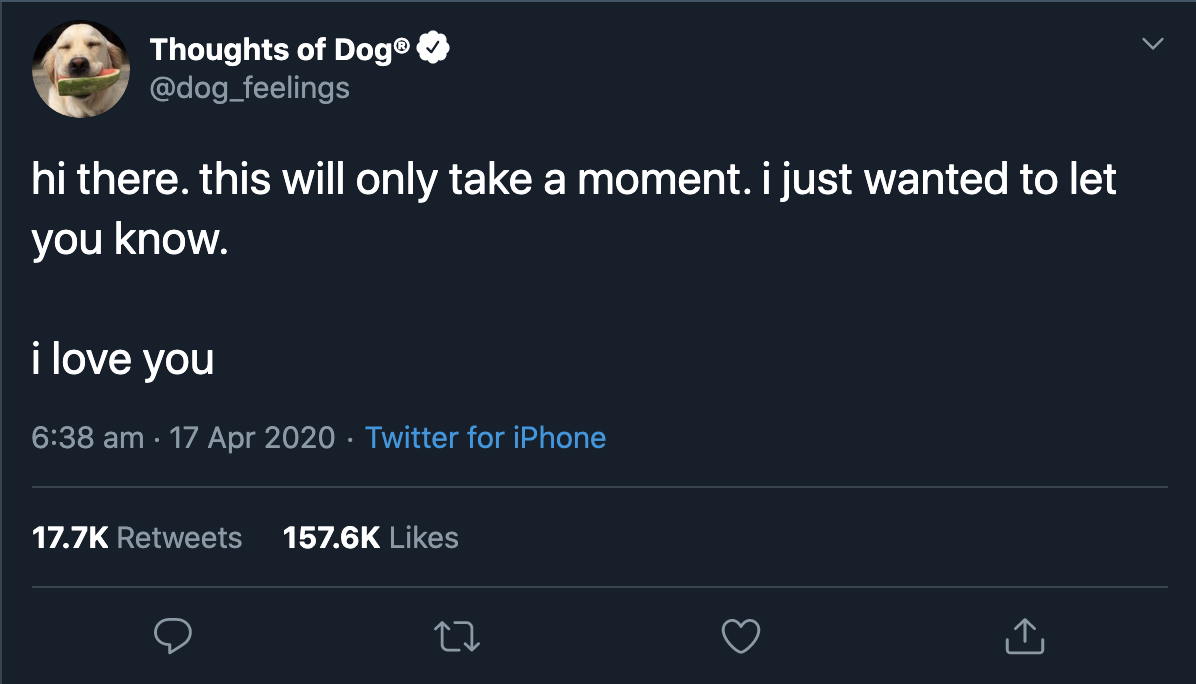 Thoughts of Dog®
@dog_feelings
hi there. this will only take a moment. i just wanted to let
you know.
i love you
6:38 am · 17 Apr 2020 · Twitter for iPhone
17.7K Retweets 157.6K Likes